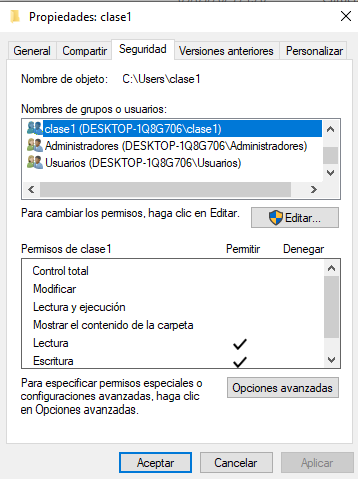 Propiedades: clase1
General
Compartir
Seguridad
Versiones anteriores
Personalizar
Nombre de objeto: C:\Users\clase1
Nombres de grupos o usuarios:
clase1 (DESKTOP-1Q8G706\clase1)
Administradores (DESKTOP-1Q8G706\Administradores)
Usuarios (DESKTOP-1Q8G706\Usuarios)
Para cambiar los permisos, haga clic en Editar.
Editar...
Permisos de clase1 Permitir Denegar
Control total
Modificar
Lectura y ejecución
Mostrar el contenido de la carpeta
Lectura
Escritura
Para especificar permisos especiales o
configuraciones avanzadas, haga clic
en Opciones avanzadas.
Opciones avanzadas
Aceptar
Cancelar
Aplicar